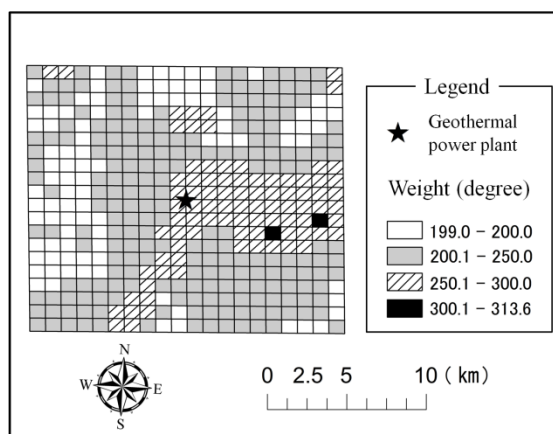 Legend
Geothermal
power plant
Weight (degree)
199.0 - 200.0
200.1 - 250.0
250.1 - 300.0
300.1 - 313.6
N
W E
S
0 2.5 5 10 (km)